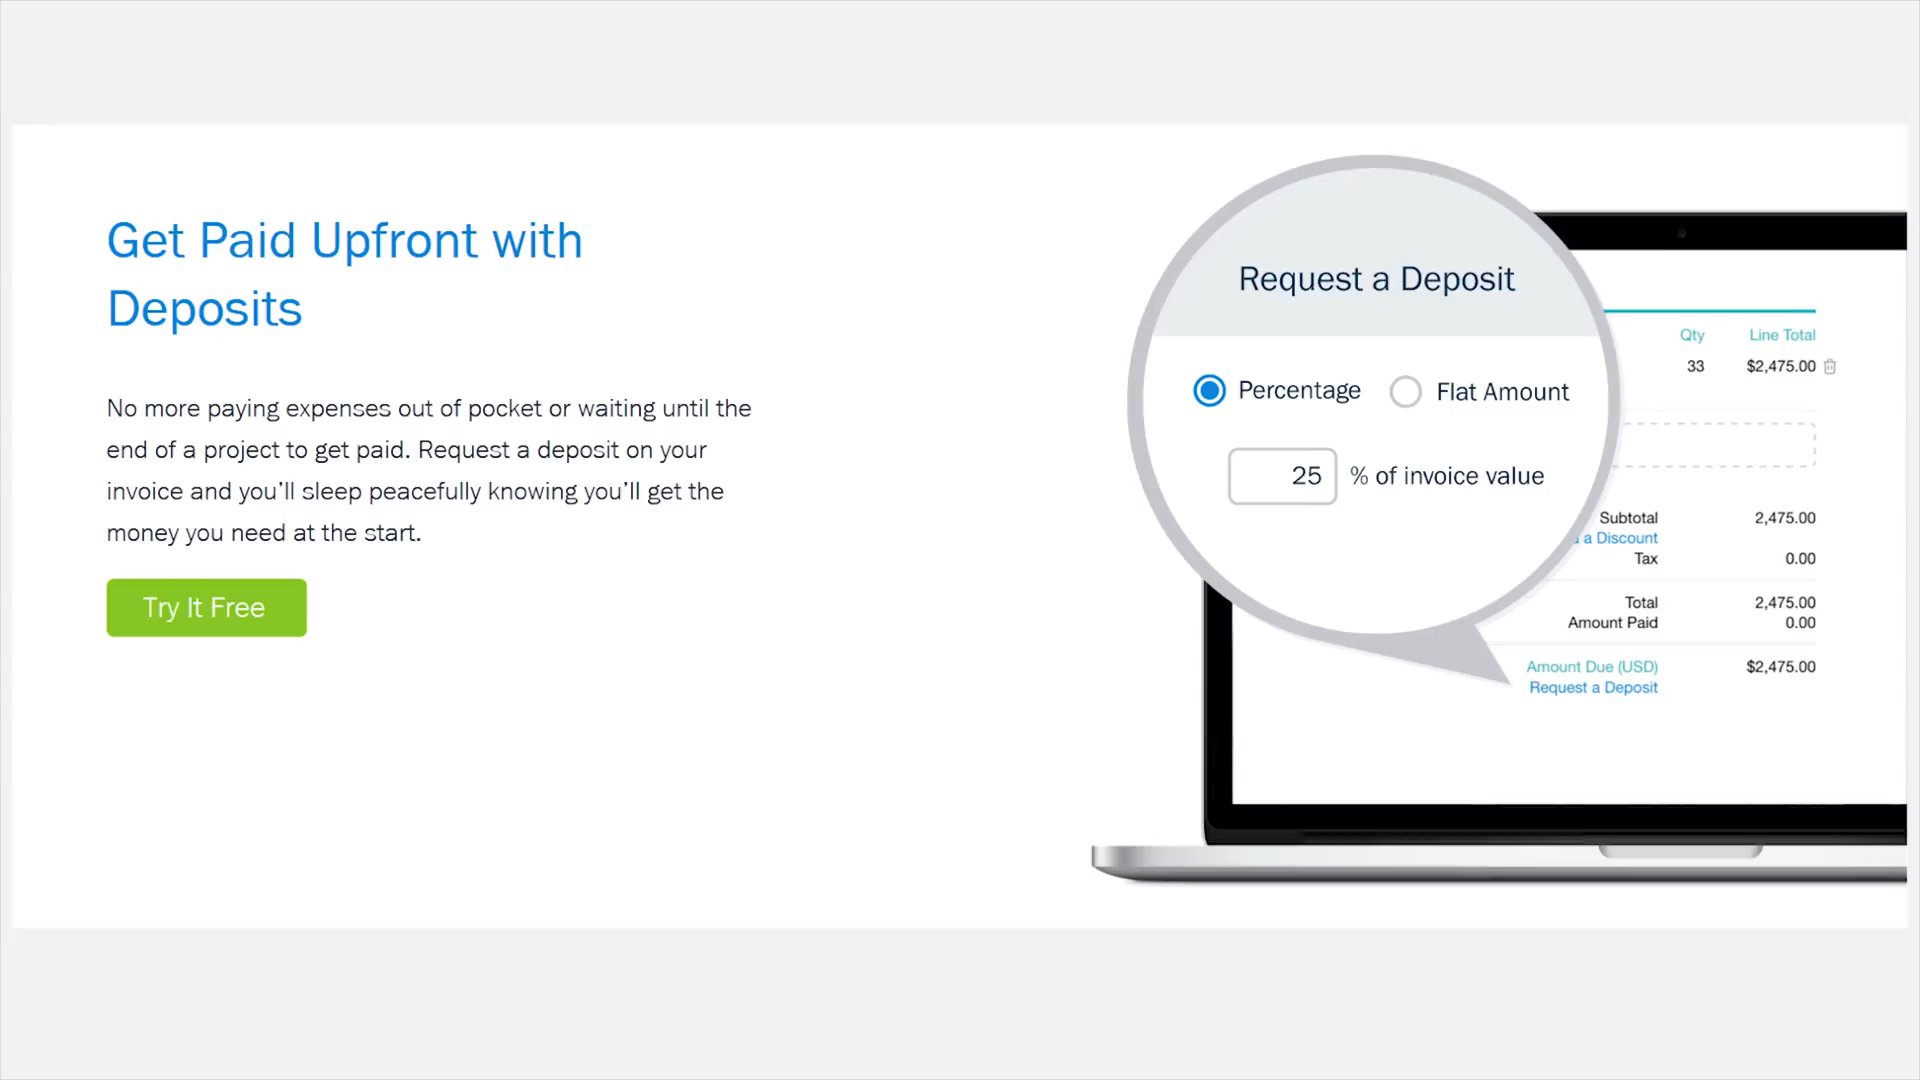 Get Paid Upfront with
Deposits
No more paying expenses out of pocket or waiting until the
end of a project to get paid. Request a deposit on your
invoice and you’ll sleep peacefully knowing you’ll get the
money you need at the start.
Try It Free
Request a Deposit
Percentage Flat Amount
25 % of invoice value
Qty Line Total
33 $2,475.00
Subtotal 2,475.00
a Discount
Tax 0.00
Total 2,475.00
Amount Paid 0.00
Amount Due (USD) $2,475.00
Request a Deposit